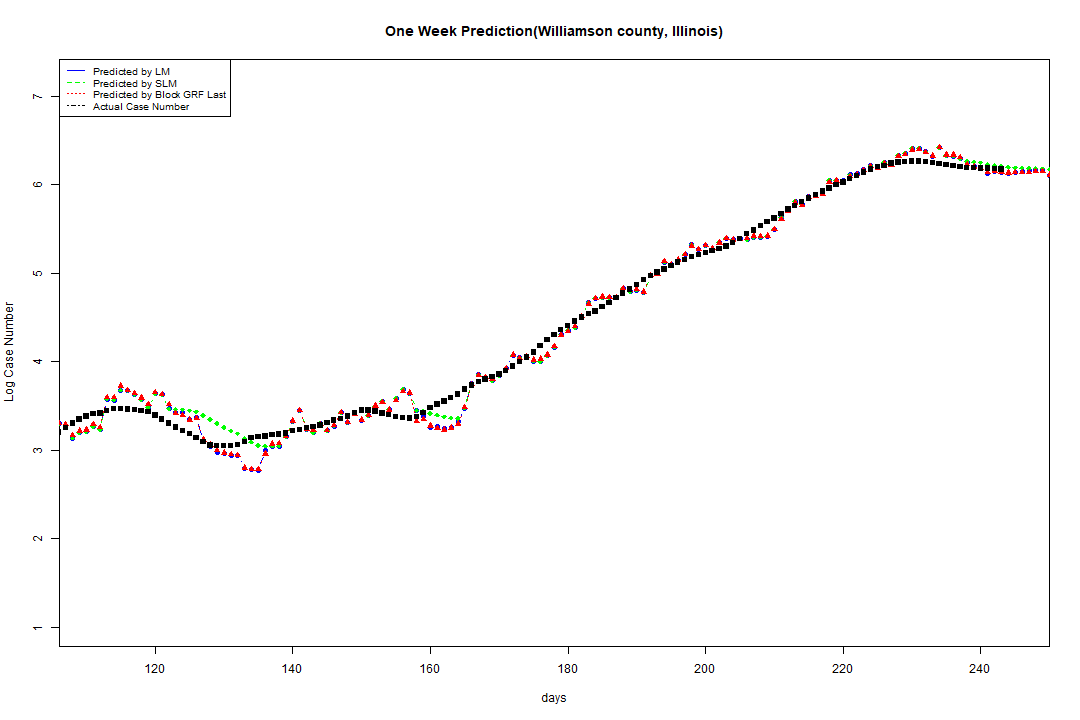 One Week Prediction(Williamson county, Illinois)
Predicted by LM
Predicted by SLM
Predicted by Block GRF Last
Actual Case Number
7
6
5
4
3
2
1
Log Case Number
120 140 160 180 200 220 240
days